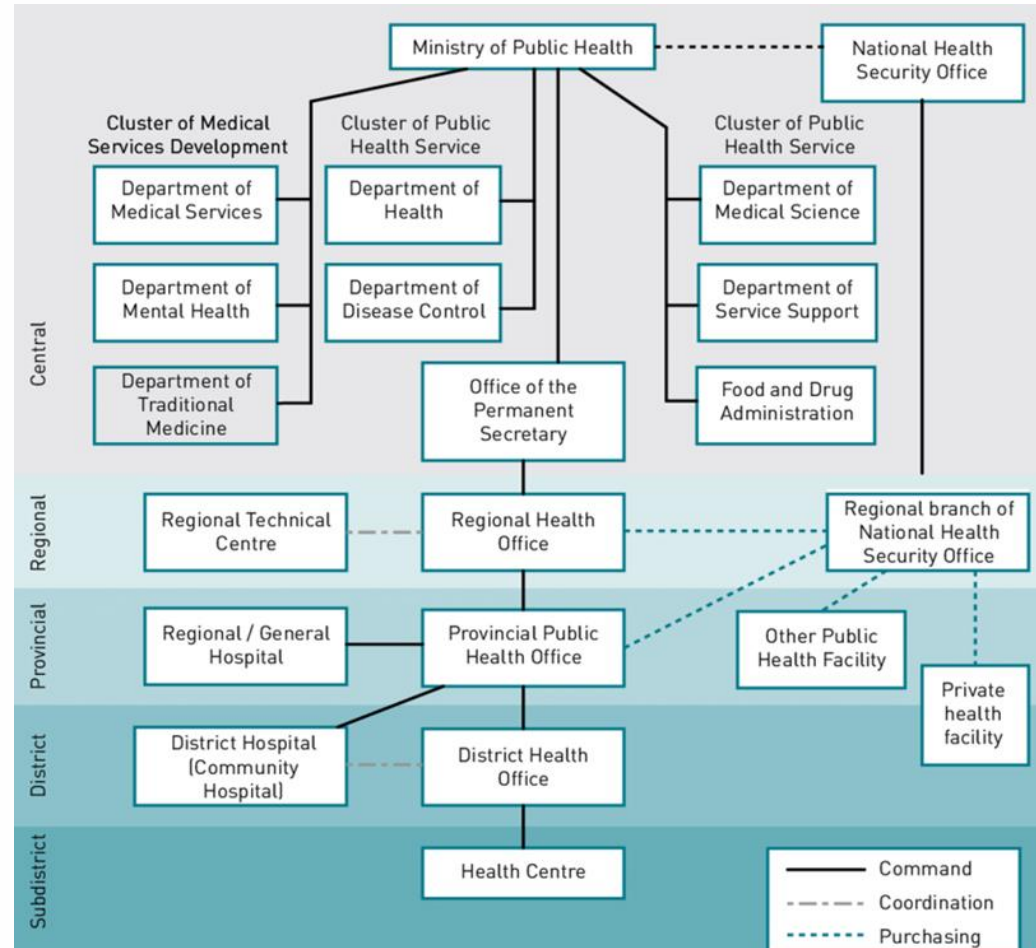 Ministry of Public Health
National Health
Security Office
Cluster of Medical
Services Development
Cluster of Public
Health Service
Cluster of Public
Health Service
Department of
Medical Services
Department of
Health
Department of
Medical Science
Department of
Mental Health
Department of
Disease Control
Department of
Service Support
Central
Department of
Traditional
Medicine
Office of the
Permanent
Secretary
Food and Drug
Administration
Regional
Regional Technical
Centre
Regional Health
Office
Regional branch of
National Health
Security Office
Provincial
Regional / General
Hospital
Provincial Public
Health Office
Other Public
Health Facility
Private
health
facility
District
District Hospital
(Community
Hospital)
District Health
Office
Subdistrict
Health Centre
Command
Coordination
Purchasing